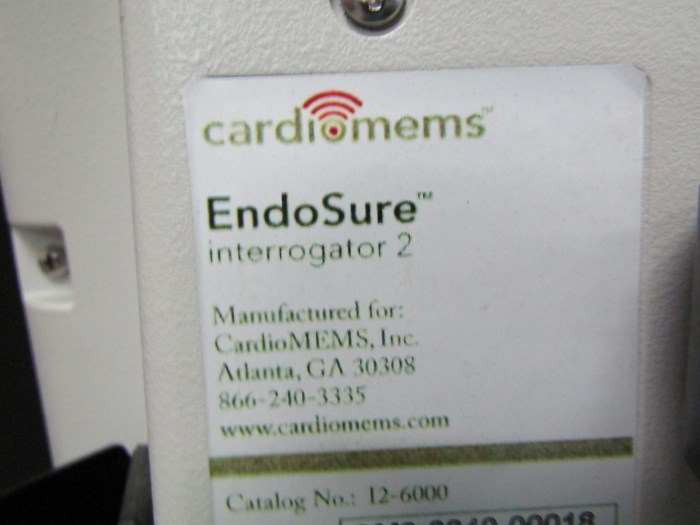 cardiomems™
EndoSure™
interrogator 2
Manufactured for:
CardioMEMS, Inc.
Atlanta, GA 30308
866-240-3335
www.cardiomems.com
Catalog No.: I2-6000